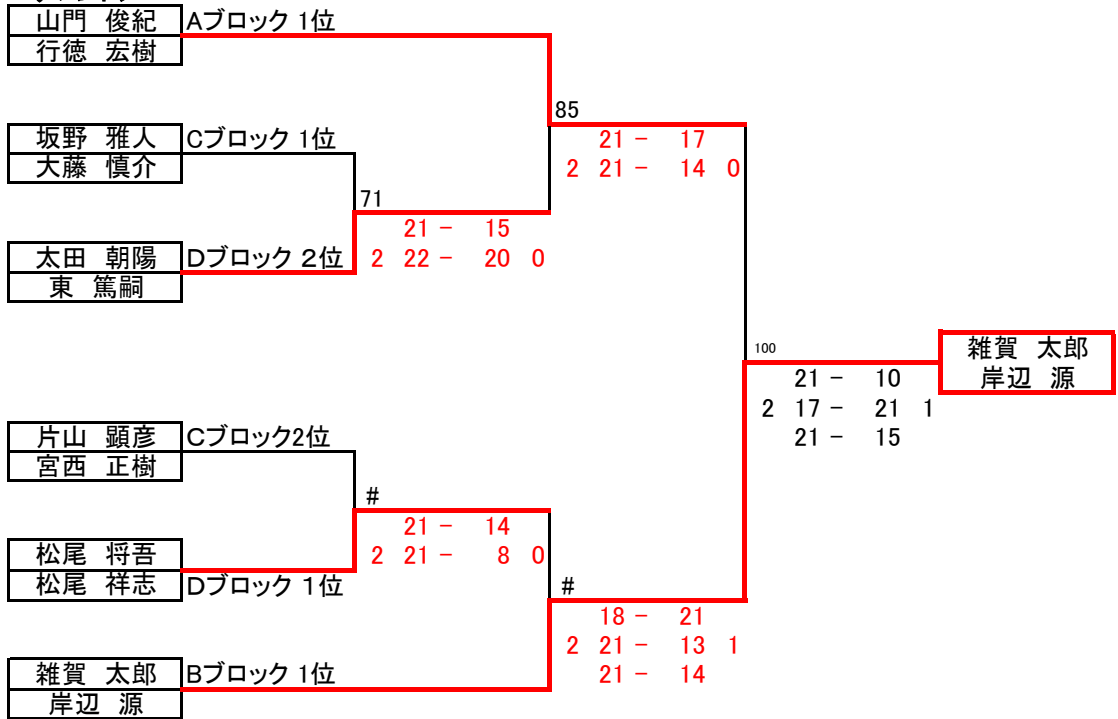 山門 俊紀 Aブロック 1位
行徳 宏樹
85
坂野 雅人 Cブロック 1位
21 - 17
大藤 慎介
2 21 - 14 0
71
21 - 15
太田 朝陽 Dブロック 2位
2 22 - 20 0
東 篤嗣
100
雑賀 太郎
岸辺 源
21 - 10
2 17 - 21 1
21 - 15
片山 顕彦 Cブロック2位
宮西 正樹
#
21 - 14
松尾 将吾
2 21 - 8 0
松尾 祥志 Dブロック 1位
#
18 - 21
2 21 - 13 1
雑賀 太郎 Bブロック 1位
21 - 14
岸辺 源